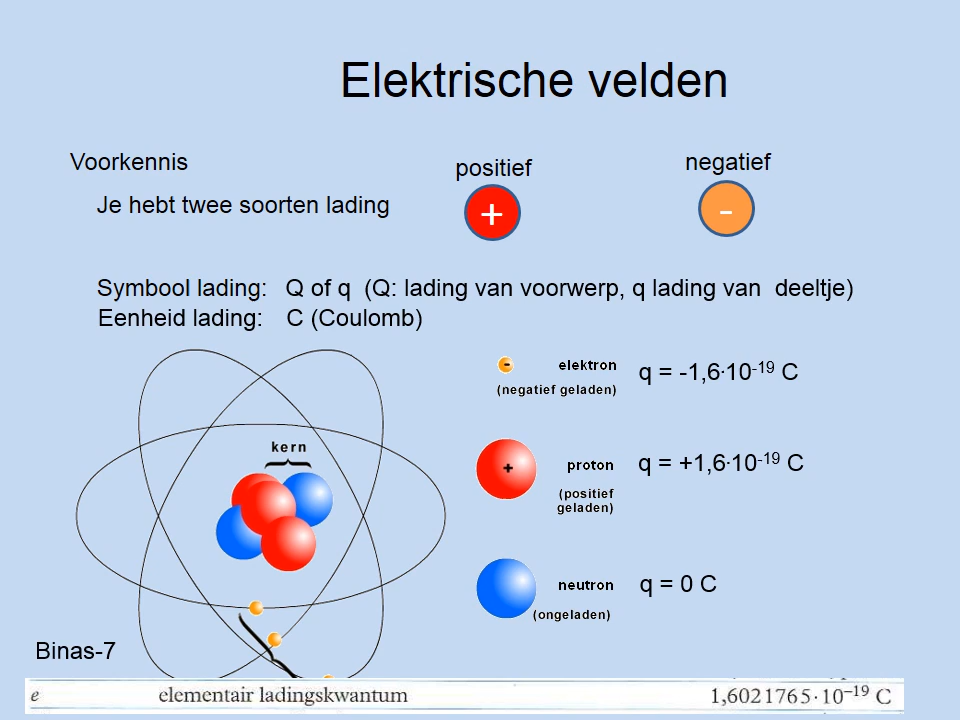 Elektrische velden
Voorkennis
positief
negatief
Je hebt twee soorten lading
+
-
Symbool lading: Q of q (Q: lading van voorwerp, q lading van deeltje)
Eenheid lading: C (Coulomb)
kern
- elektron
(negatief geladen)
q = -1,6·10⁻¹⁹ C
+ proton
(positief
geladen)
q = +1,6·10⁻¹⁹ C
neutron
(ongeladen)
q = 0 C
Binas-7
e elementair ladingskwantum 1,6021765·10⁻¹⁹ C